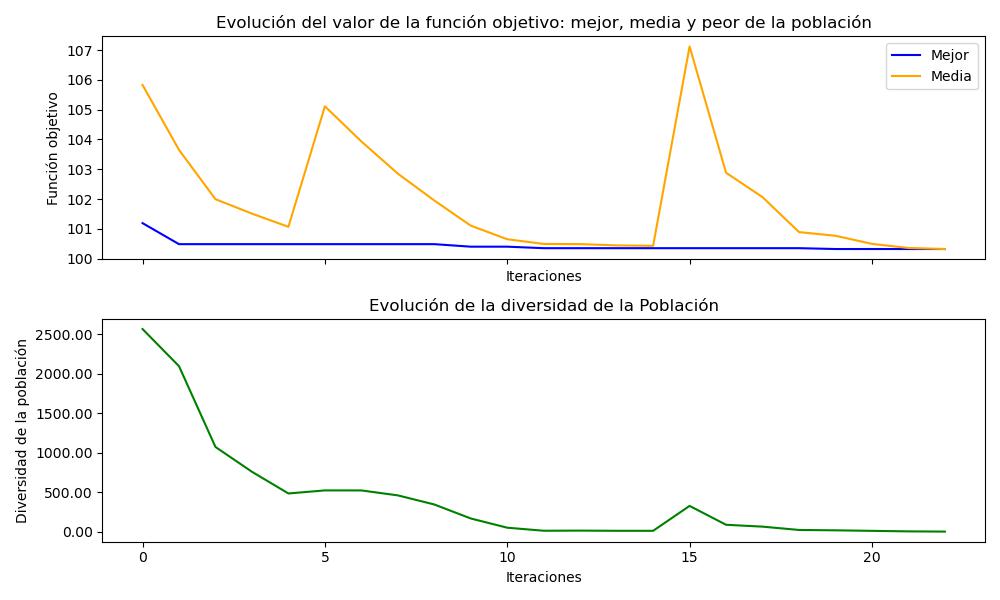 Evolución del valor de la función objetivo: mejor, media y peor de la población
107
106
105
104
103
102
101
100
Función objetivo
Mejor
Media
Iteraciones
Evolución de la diversidad de la Población
2500.00
2000.00
1500.00
1000.00
500.00
0.00
Diversidad de la población
0 5 10 15 20
Iteraciones